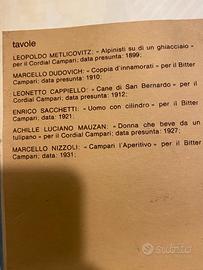 tavole
LEOPOLDO METLICOVITZ: « Alpinisti su di un ghiacciaio »
per il Cordial Campari; data presunta: 1899;
MARCELLO DUDOVICH: « Coppia d'innamorati » - per il Bitter
Campari; data presunta: 1910;
LEONETTO CAPPIELLO: « Cane di San Bernardo » - per il
Cordial Campari; data presunta: 1912;
ENRICO SACCHETTI: « Uomo con cilindro » - per il Bitter
Campari; data: 1921;
ACHILLE LUCIANO MAUZAN: « Donna che beve da un
tulipano » - per il Cordial Campari; data presunta: 1927;
MARCELLO NIZZOLI: « Campari l'Aperitivo » - per il Bitter
Campari; data: 1931;
subito